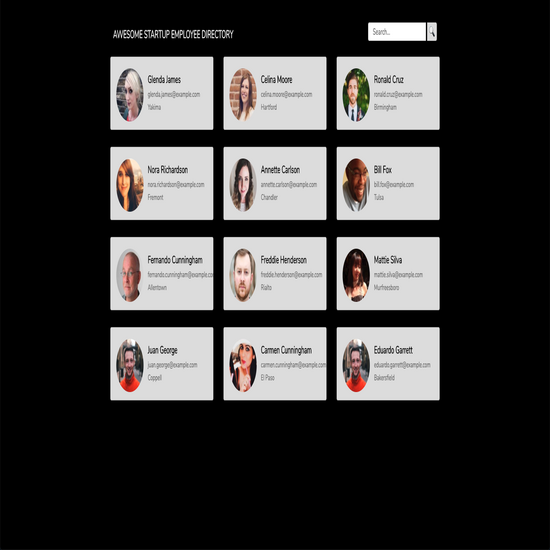 AWESOME STARTUP EMPLOYEE DIRECTORY
Search...
Glenda James
glenda.james@example.com
Yakima
Celina Moore
celina.moore@example.com
Hartford
Ronald Cruz
ronald.cruz@example.com
Birmingham
Nora Richardson
nora.richardson@example.com
Fremont
Annette Carlson
annette.carlson@example.com
Chandler
Bill Fox
bill.fox@example.com
Tulsa
Fernando Cunningham
fernando.cunningham@example.co
Allentown
Freddie Henderson
freddie.henderson@example.com
Rialto
Mattie Silva
mattie.silva@example.com
Murfreesboro
Juan George
juan.george@example.com
Coppell
Carmen Cunningham
carmen.cunningham@example.com
El Paso
Eduardo Garrett
eduardo.garrett@example.com
Bakersfield